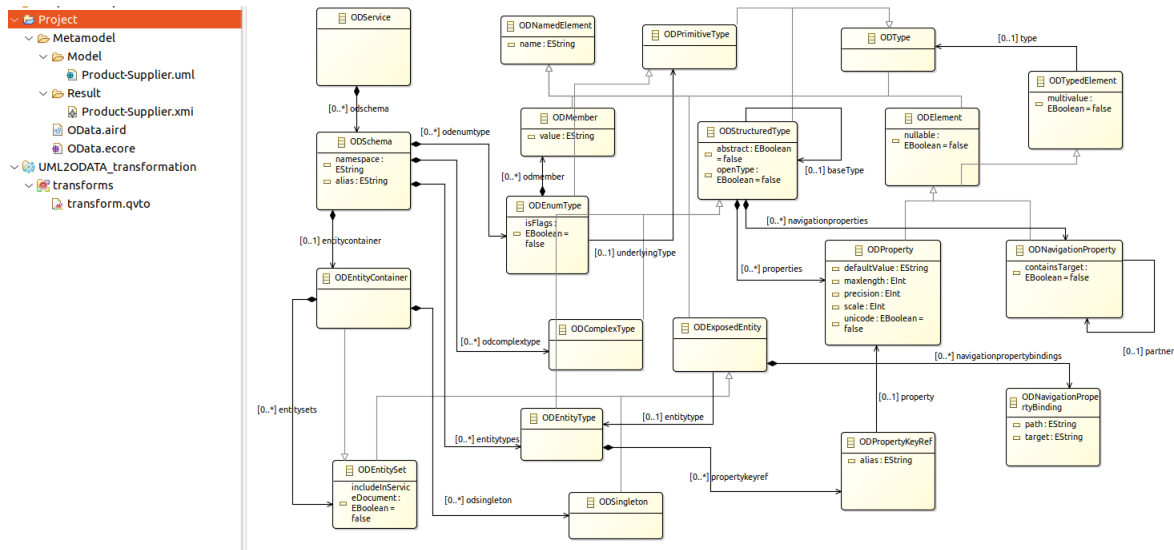 Project
Metamodel
Model
Product-Supplier.uml
Result
Product-Supplier.xmi
OData.aird
OData.ecore
UML2ODATA_transformation
transforms
transform.qvto
ODService
[0..*] odschema
ODNamedElement
name : EString
ODPrimitiveType
ODType
[0..1] type
ODTypedElement
multivalue :
EBoolean = false
ODSchema
namespace :
EString
alias : EString
[0..*] odenumtype
ODMember
value : EString
[0..*] odmember
ODStructuredType
abstract : EBoolean
= false
openType :
EBoolean = false
[0..1] baseType
ODElement
nullable :
EBoolean = false
ODEnumType
isFlags :
EBoolean =
false
[0..1] underlyingType
[0..1] entitycontainer
[0..*] navigationproperties
[0..*] properties
ODProperty
defaultValue : EString
maxlength : EInt
precision : EInt
scale : EInt
unicode : EBoolean =
false
ODNavigationProperty
containsTarget :
EBoolean = false
[0..1] partner
ODEntityContainer
[0..*] odcomplextype
ODComplexType
ODExposedEntity
[0..*] navigationpropertybindings
[0..*] entitysets
[0..*] entitytypes
ODEntityType
[0..1] entitytype
[0..1] property
ODNavigationPrope
rtyBinding
path : EString
target : EString
ODPropertyKeyRef
alias : EString
[0..*] propertykeyref
ODEntitySet
includeInServic
eDocument :
EBoolean =
false
[0..*] odsingleton
ODSingleton